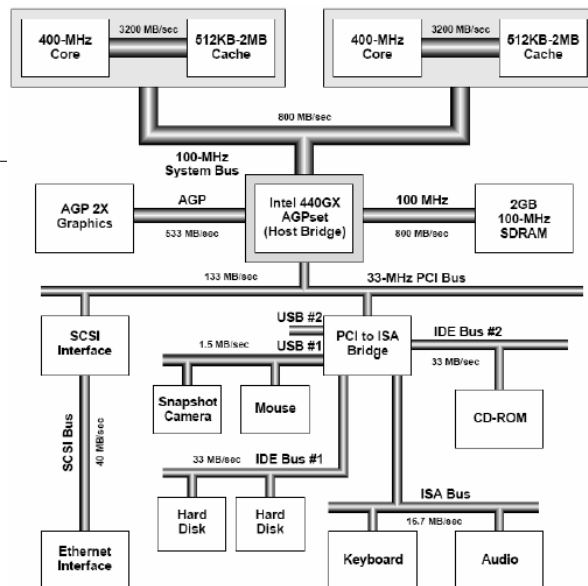 3200 MB/sec
3200 MB/sec
400-MHz
Core
512KB-2MB
Cache
400-MHz
Core
512KB-2MB
Cache
800 MB/sec
100-MHz
System Bus
AGP 2X
Graphics
AGP
533 MB/sec
Intel 440GX
AGPset
(Host Bridge)
100 MHz
800 MB/sec
2GB
100-MHz
SDRAM
133 MB/sec
33-MHz PCI Bus
SCSI
Interface
USB #2
USB #1
1.5 MB/sec
PCI to ISA
Bridge
IDE Bus #2
33 MB/sec
Snapshot
Camera
Mouse
CD-ROM
SCSI Bus
40 MB/sec
33 MB/sec
IDE Bus #1
Hard
Disk
Hard
Disk
ISA Bus
16.7 MB/sec
Ethernet
Interface
Keyboard
Audio